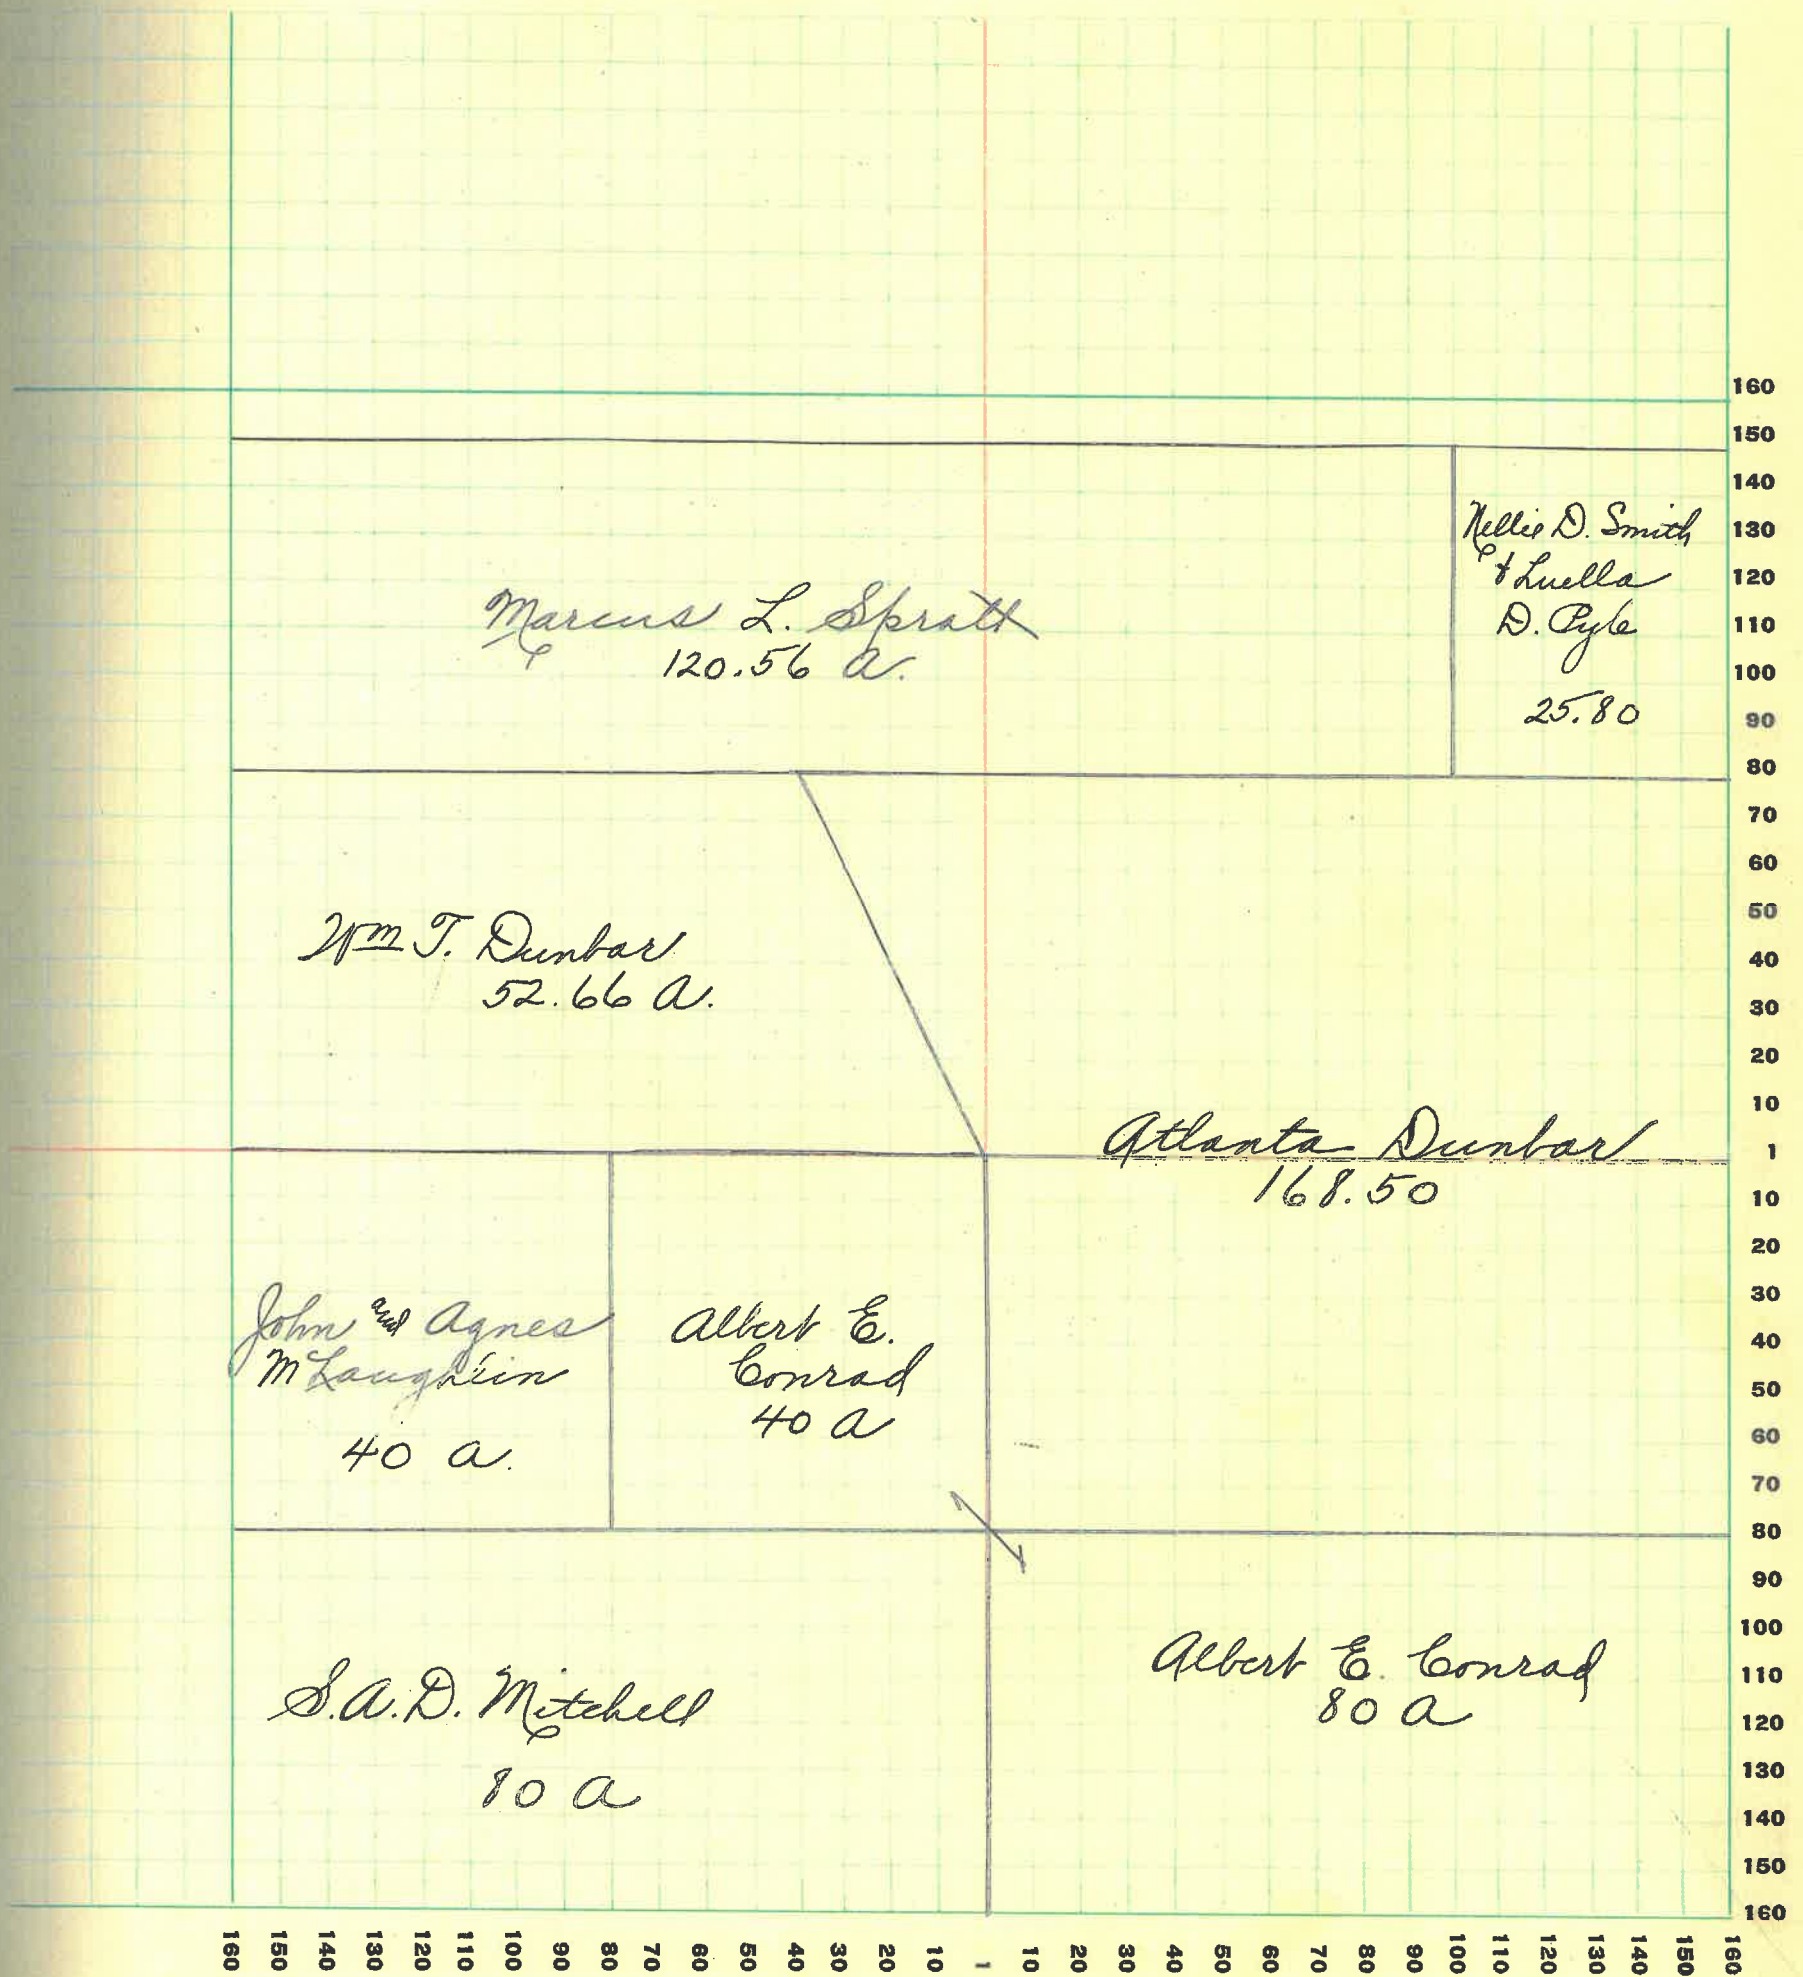 160
150
140
130
120
110
100
90
80
70
60
50
40
30
20
10
1
10
20
30
40
50
60
70
80
90
100
110
120
130
140
150
160
Marcus L. Spratt
120.56 A.
Nellie D. Smith
& Luella
D. Pyle
25.80
Wm T. Dunbar
52.66 A.
Atlanta Dunbar
168.50
John and Agnes
McLaughlin
40 A.
Albert E.
Conrad
40 A
S.A.D. Mitchell
80 A
Albert E. Conrad
80 A
160 150 140 130 120 110 100 90 80 70 60 50 40 30 20 10 1 10 20 30 40 50 60 70 80 90 100 110 120 130 140 150 160